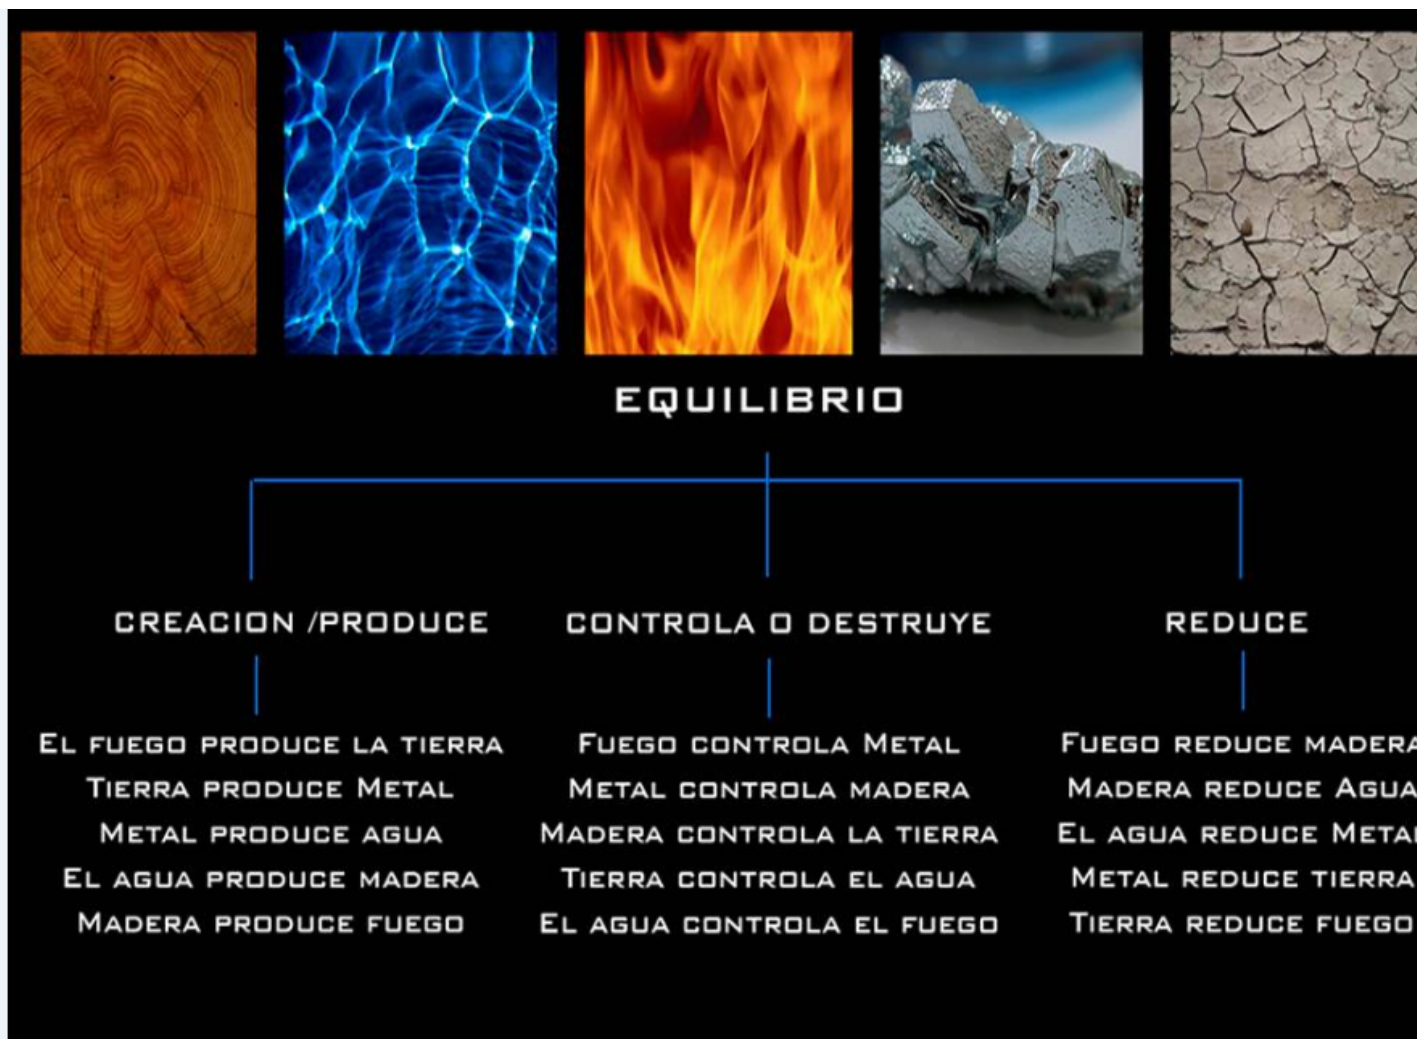 EQUILIBRIO
CREACION /PRODUCE
EL FUEGO PRODUCE LA TIERRA
TIERRA PRODUCE METAL
METAL PRODUCE AGUA
EL AGUA PRODUCE MADERA
MADERA PRODUCE FUEGO
CONTROLA O DESTRUYE
FUEGO CONTROLA METAL
METAL CONTROLA MADERA
MADERA CONTROLA LA TIERRA
TIERRA CONTROLA EL AGUA
EL AGUA CONTROLA EL FUEGO
REDUCE
FUEGO REDUCE MADERA
MADERA REDUCE AGUA
EL AGUA REDUCE METAL
METAL REDUCE TIERRA
TIERRA REDUCE FUEGO